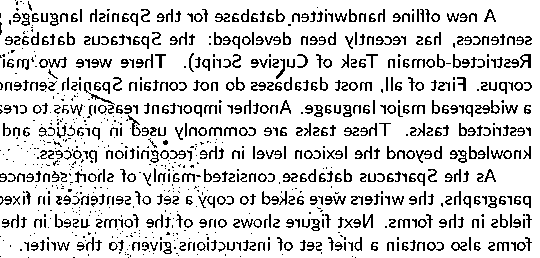 A new offline handwritten database for the Spanish language,
sentences, has recently been developed: the Spartacus database
Restricted-domain Task of Cursive Script). There were two mai
corpus. First of all, most databases do not contain Spanish senten
a widespread major language. Another important reason was to crea
restricted tasks. These tasks are commonly used in practice and
knowledge beyond the lexicon level in the recognition process.
As the Spartacus database consisted mainly of short sentence
paragraphs, the writers were asked to copy a set of sentences in fixe
fields in the forms. Next figure shows one of the forms used in the
forms also contain a brief set of instructions given to the writer.